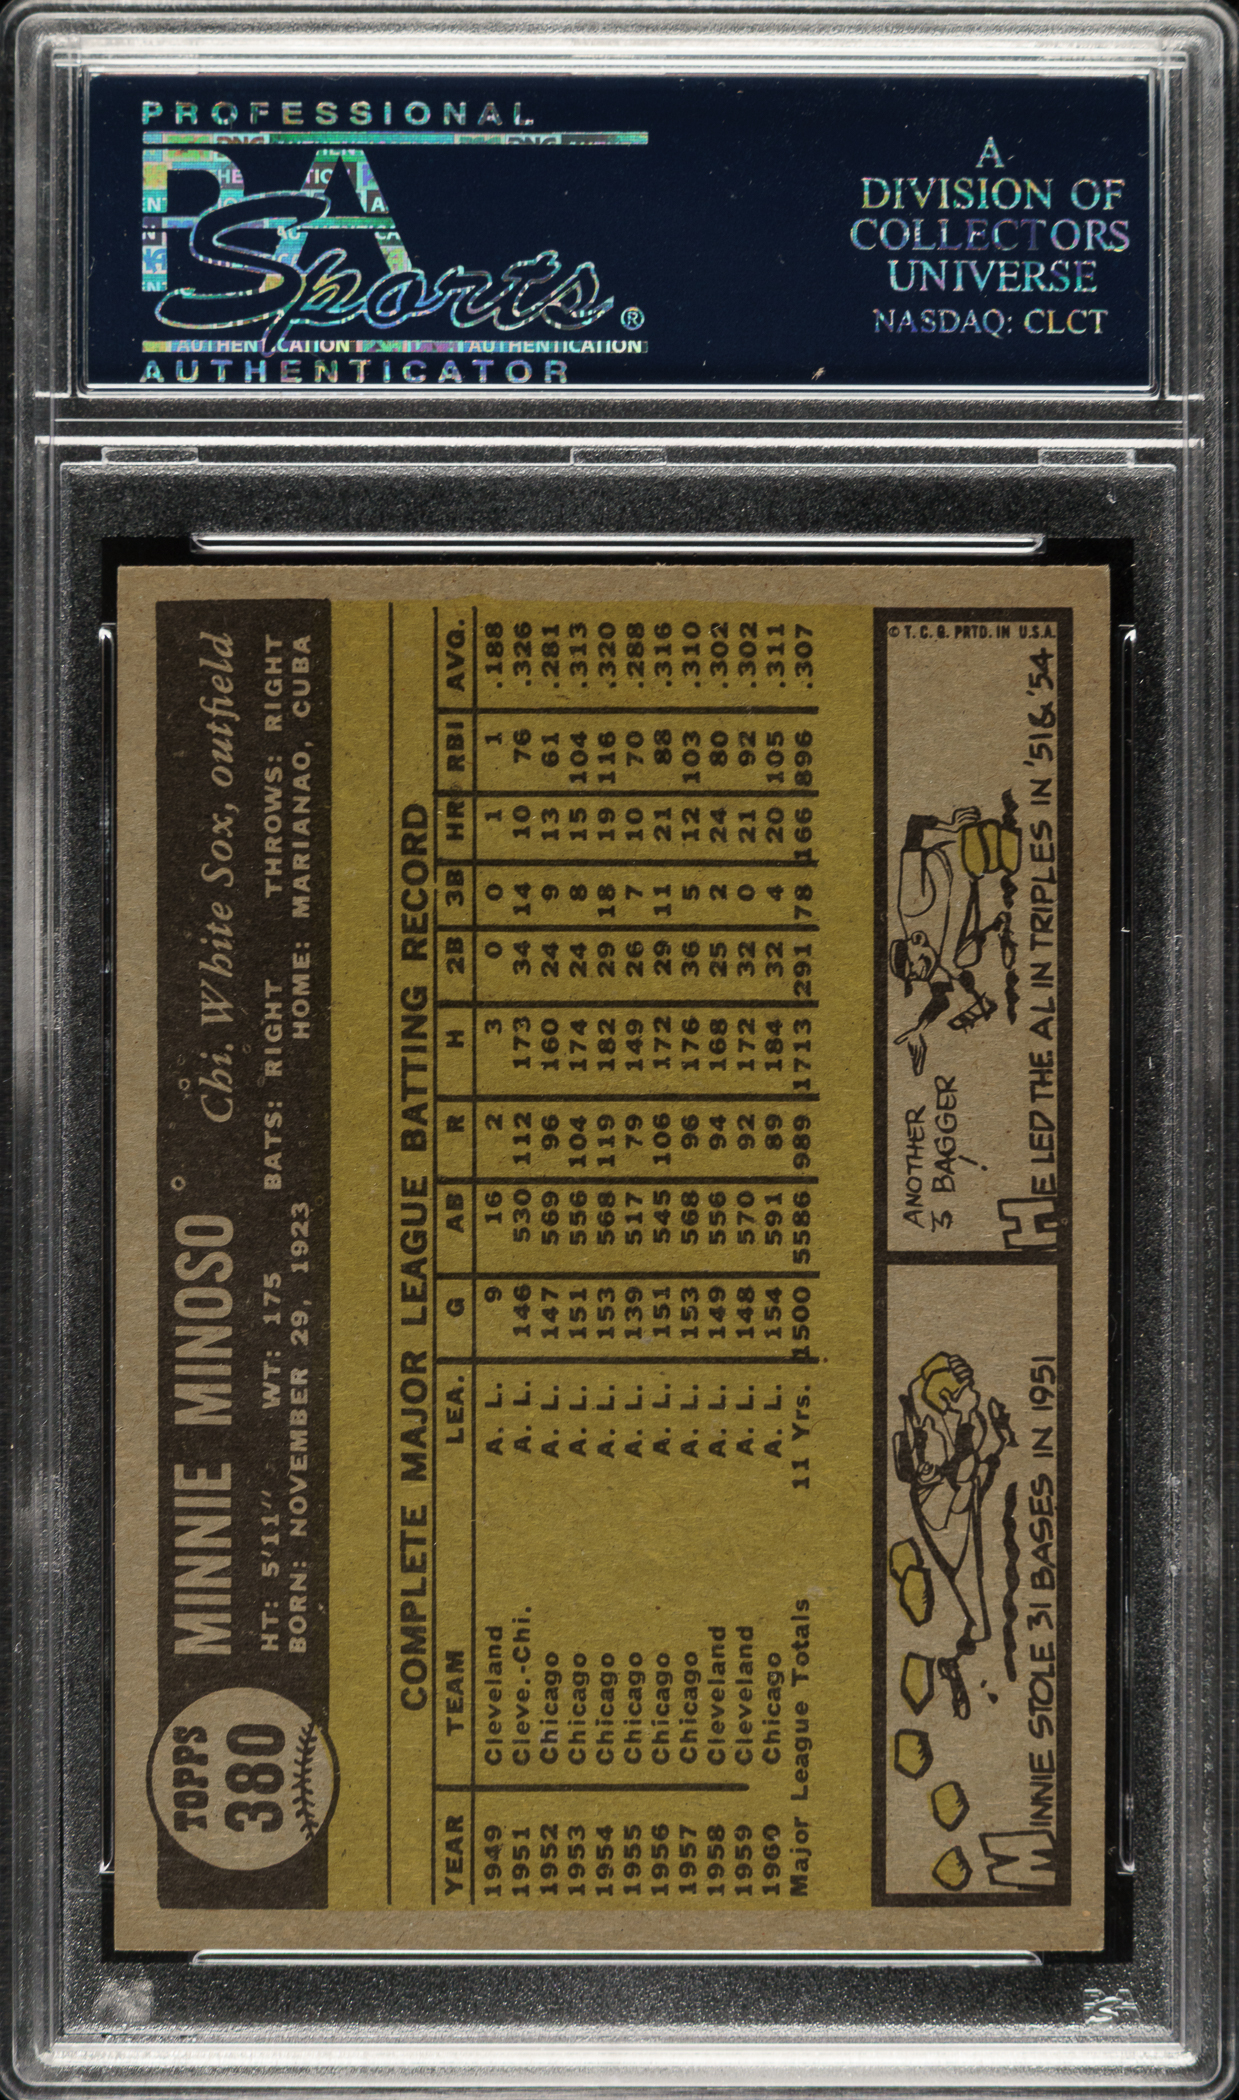 PROFESSIONAL
PSA
Sports®
AUTHENTICATION AUTHENTICATION
AUTHENTICATOR
A
DIVISION OF
COLLECTORS
UNIVERSE
NASDAQ: CLCT
TOPPS
380
MINNIE MINOSO Chi. White Sox, outfield
HT: 5'11" WT: 175 BATS: RIGHT THROWS: RIGHT
BORN: NOVEMBER 29, 1923 HOME: MARIANAO, CUBA
COMPLETE MAJOR LEAGUE BATTING RECORD
YEAR TEAM LEA. G AB R H 2B 3B HR RBI AVG.
1949 Cleveland A. L. 9 16 2 3 0 0 1 1 .188
1951 Cleve.-Chi. A. L. 146 530 112 173 34 14 10 76 .326
1952 Chicago A. L. 147 569 96 160 24 9 13 61 .281
1953 Chicago A. L. 151 556 104 174 24 8 15 104 .313
1954 Chicago A. L. 153 568 119 182 29 18 19 116 .320
1955 Chicago A. L. 139 517 79 149 26 7 10 70 .288
1956 Chicago A. L. 151 545 106 172 29 11 21 88 .316
1957 Chicago A. L. 153 568 96 176 36 5 12 103 .310
1958 Cleveland A. L. 149 556 94 168 25 2 24 80 .302
1959 Cleveland A. L. 148 570 92 172 32 0 21 92 .302
1960 Chicago A. L. 154 591 89 184 32 4 20 105 .311
Major League Totals 11 Yrs. 1500 5586 989 1713 291 78 166 896 .307
MINNIE STOLE 31 BASES IN 1951
ANOTHER
3 BAGGER!
HE LED THE AL IN TRIPLES IN '51 & '54
© T. C. G. PRTD. IN U.S.A.
PSA